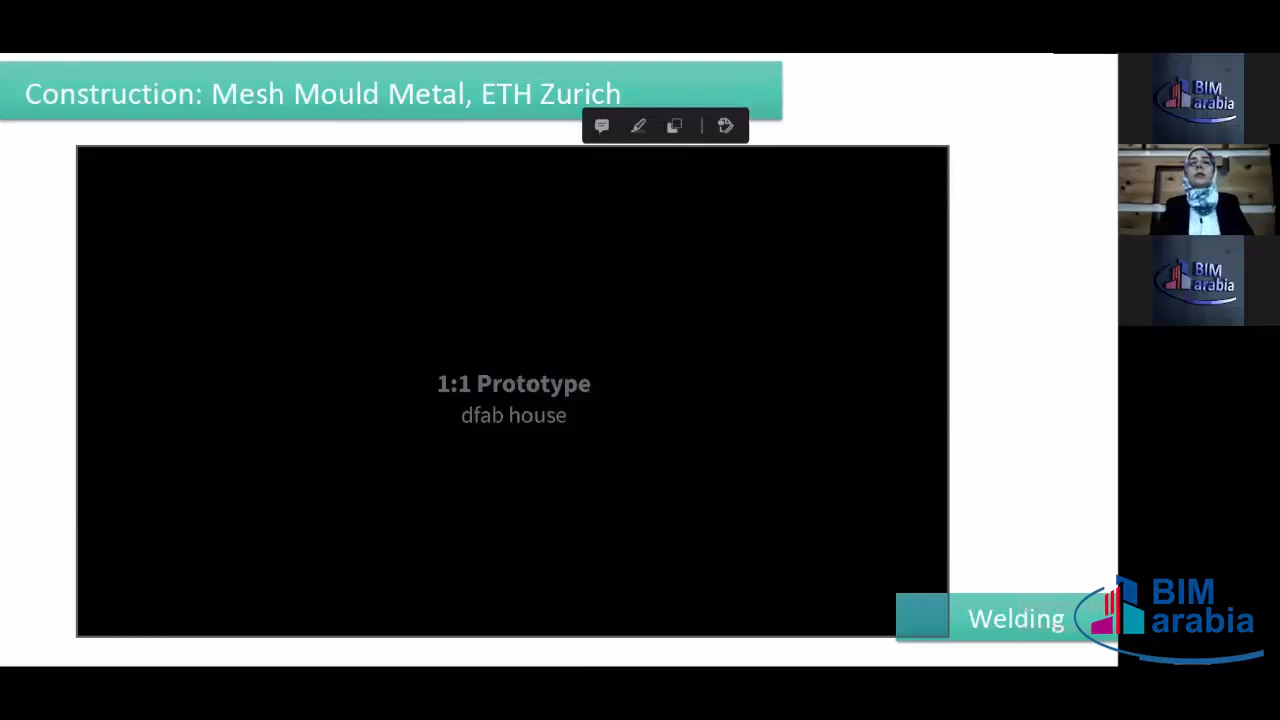 Construction: Mesh Mould Metal, ETH Zurich
1:1 Prototype
dfab house
Welding
BIM
arabia
BIM
arabia
BIM
arabia